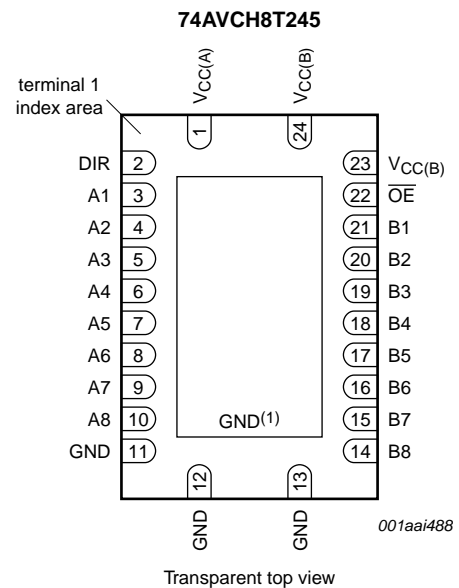 74AVCH8T245
terminal 1
index area
VCC(A)
VCC(B)
1
24
DIR 2
23 VCC(B)
A1 3
22 OE
A2 4
21 B1
A3 5
20 B2
A4 6
19 B3
A5 7
18 B4
A6 8
17 B5
A7 9
16 B6
A8 10
15 B7
GND(1)
GND 11
14 B8
12
13
GND
GND
001aai488
Transparent top view